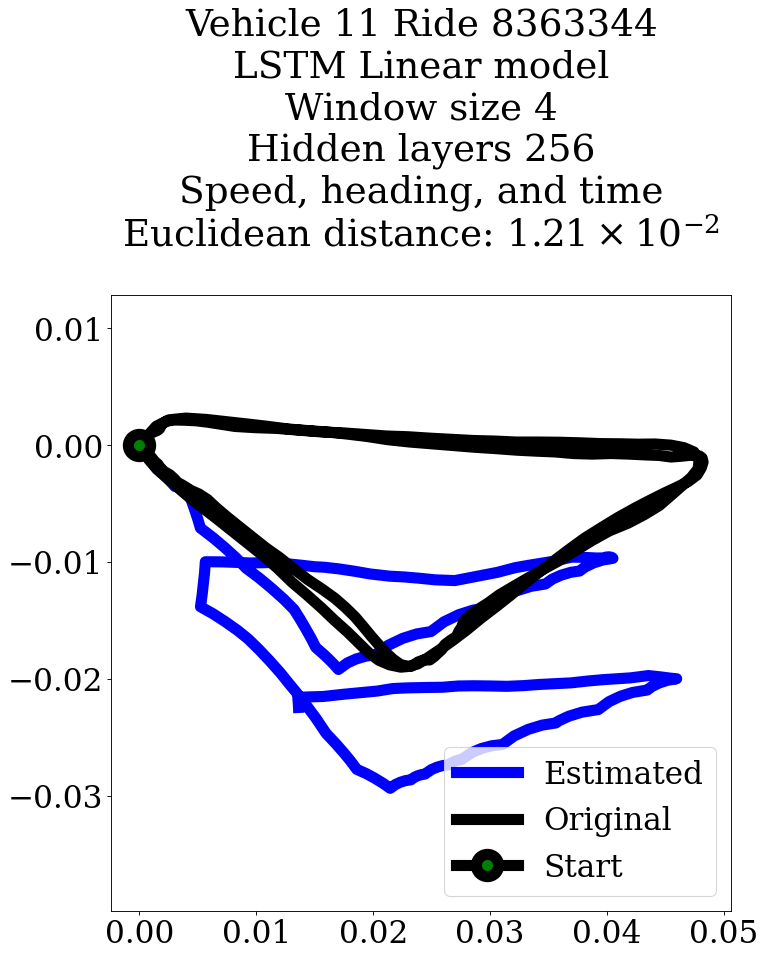 Vehicle 11 Ride 8363344
LSTM Linear model
Window size 4
Hidden layers 256
Speed, heading, and time
Euclidean distance: 1.21 × 10⁻²
0.01
0.00
−0.01
−0.02
−0.03
Estimated
Original
Start
0.00 0.01 0.02 0.03 0.04 0.05